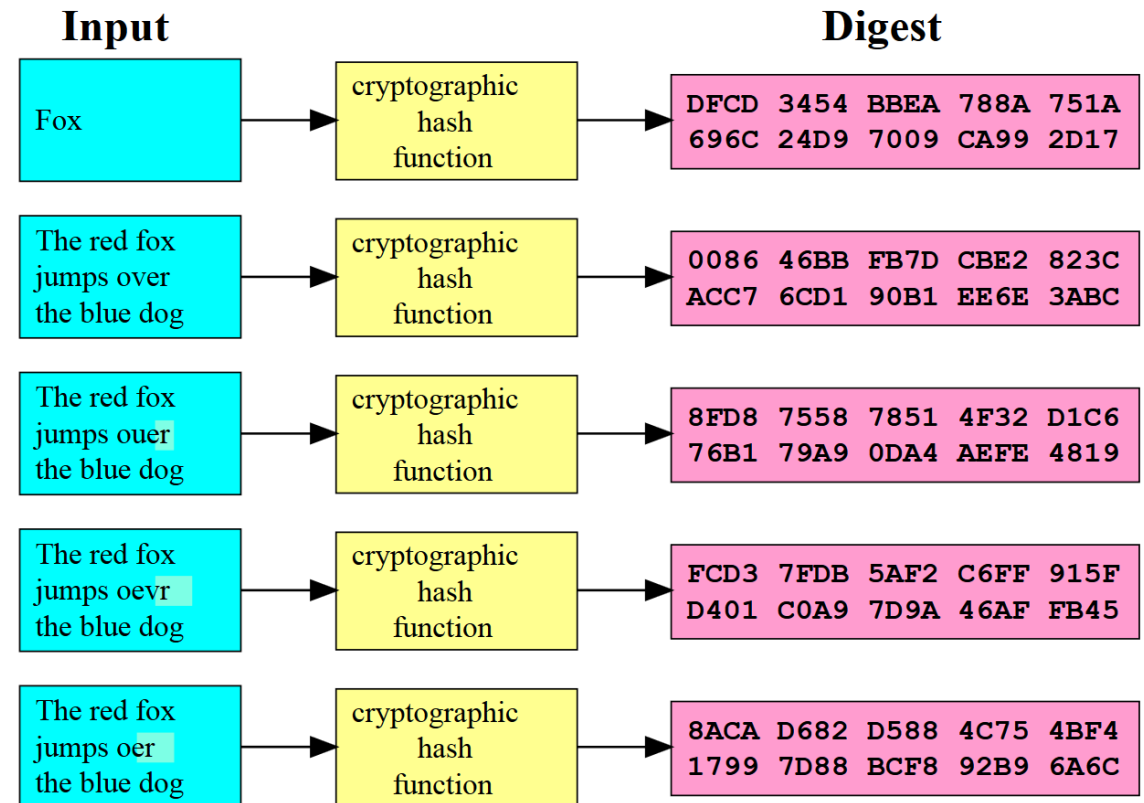 Input
Digest
Fox
cryptographic
hash
function
DFCD 3454 BBEA 788A 751A
696C 24D9 7009 CA99 2D17
The red fox
jumps over
the blue dog
cryptographic
hash
function
0086 46BB FB7D CBE2 823C
ACC7 6CD1 90B1 EE6E 3ABC
The red fox
jumps ouer
the blue dog
cryptographic
hash
function
8FD8 7558 7851 4F32 D1C6
76B1 79A9 0DA4 AEFE 4819
The red fox
jumps oevr
the blue dog
cryptographic
hash
function
FCD3 7FDB 5AF2 C6FF 915F
D401 C0A9 7D9A 46AF FB45
The red fox
jumps oer
the blue dog
cryptographic
hash
function
8ACA D682 D588 4C75 4BF4
1799 7D88 BCF8 92B9 6A6C